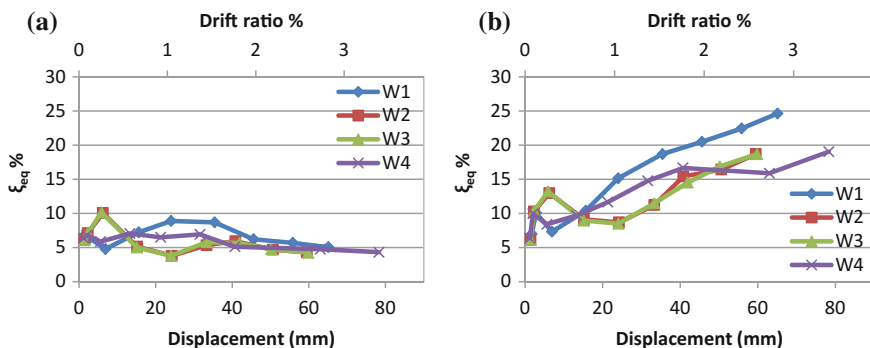 (a)
Drift ratio %
0 1 2 3
30
25
20
15
10
5
0
ξeq %
W1
W2
W3
W4
0 20 40 60 80
Displacement (mm)
(b)
Drift ratio %
0 1 2 3
30
25
20
15
10
5
0
ξeq %
W1
W2
W3
W4
0 20 40 60 80
Displacement (mm)